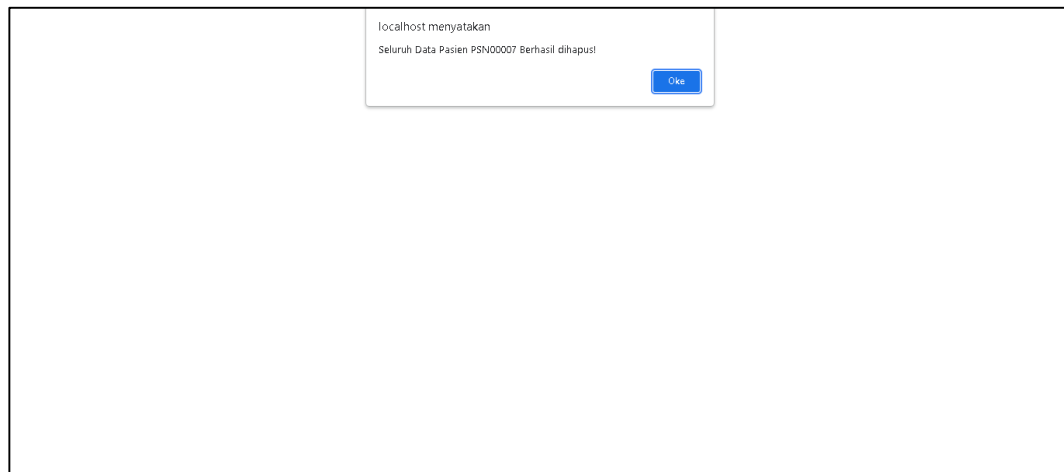 localhost menyatakan
Seluruh Data Pasien PSN00007 Berhasil dihapus!
Oke